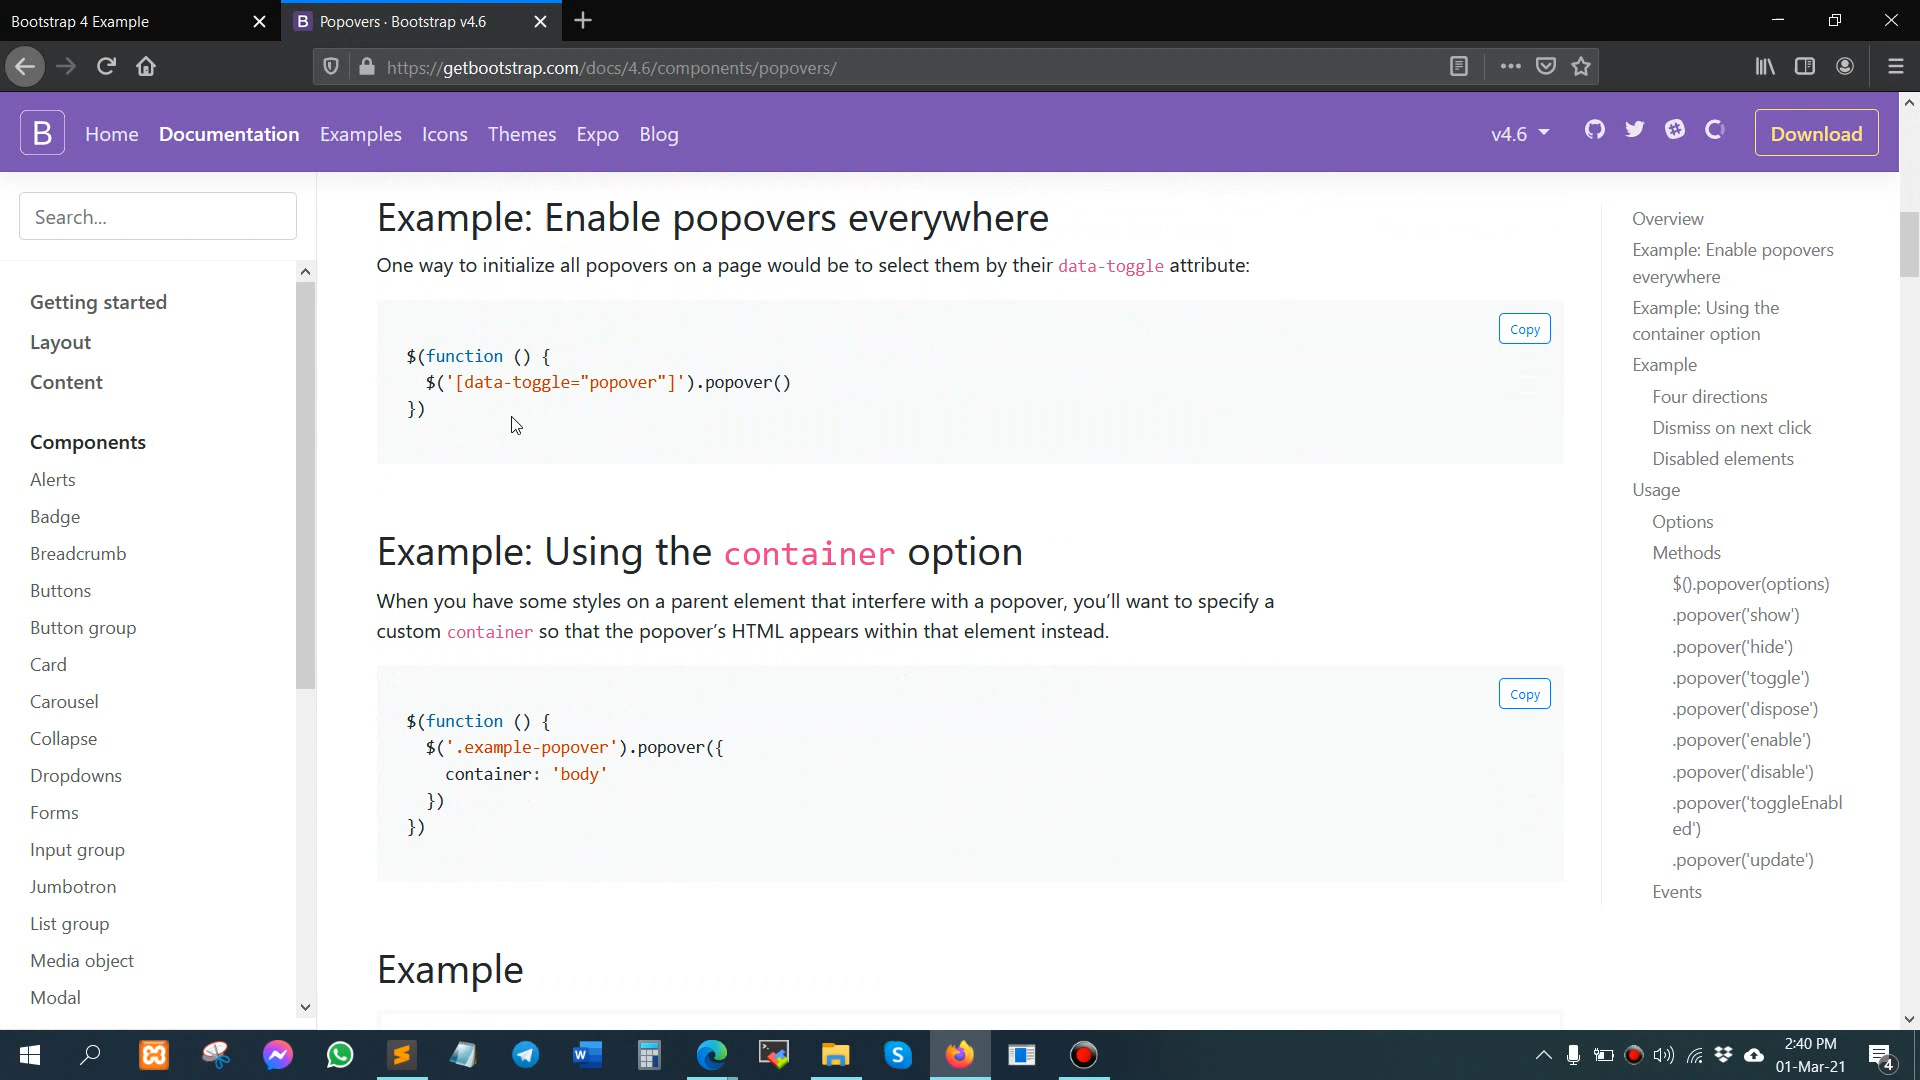 Bootstrap 4 Example
B Popovers · Bootstrap v4.6
https://getbootstrap.com/docs/4.6/components/popovers/
B Home Documentation Examples Icons Themes Expo Blog v4.6 Download
Search...
Getting started
Layout
Content
Components
Alerts
Badge
Breadcrumb
Buttons
Button group
Card
Carousel
Collapse
Dropdowns
Forms
Input group
Jumbotron
List group
Media object
Modal
Example: Enable popovers everywhere
One way to initialize all popovers on a page would be to select them by their data-toggle attribute:
Copy
$(function () {
  $('[data-toggle="popover"]').popover()
})
Example: Using the container option
When you have some styles on a parent element that interfere with a popover, you’ll want to specify a
custom container so that the popover’s HTML appears within that element instead.
Copy
$(function () {
  $('.example-popover').popover({
    container: 'body'
  })
})
Example
Overview
Example: Enable popovers
everywhere
Example: Using the
container option
Example
Four directions
Dismiss on next click
Disabled elements
Usage
Options
Methods
$().popover(options)
.popover('show')
.popover('hide')
.popover('toggle')
.popover('dispose')
.popover('enable')
.popover('disable')
.popover('toggleEnabl
ed')
.popover('update')
Events
2:40 PM
01-Mar-21
4